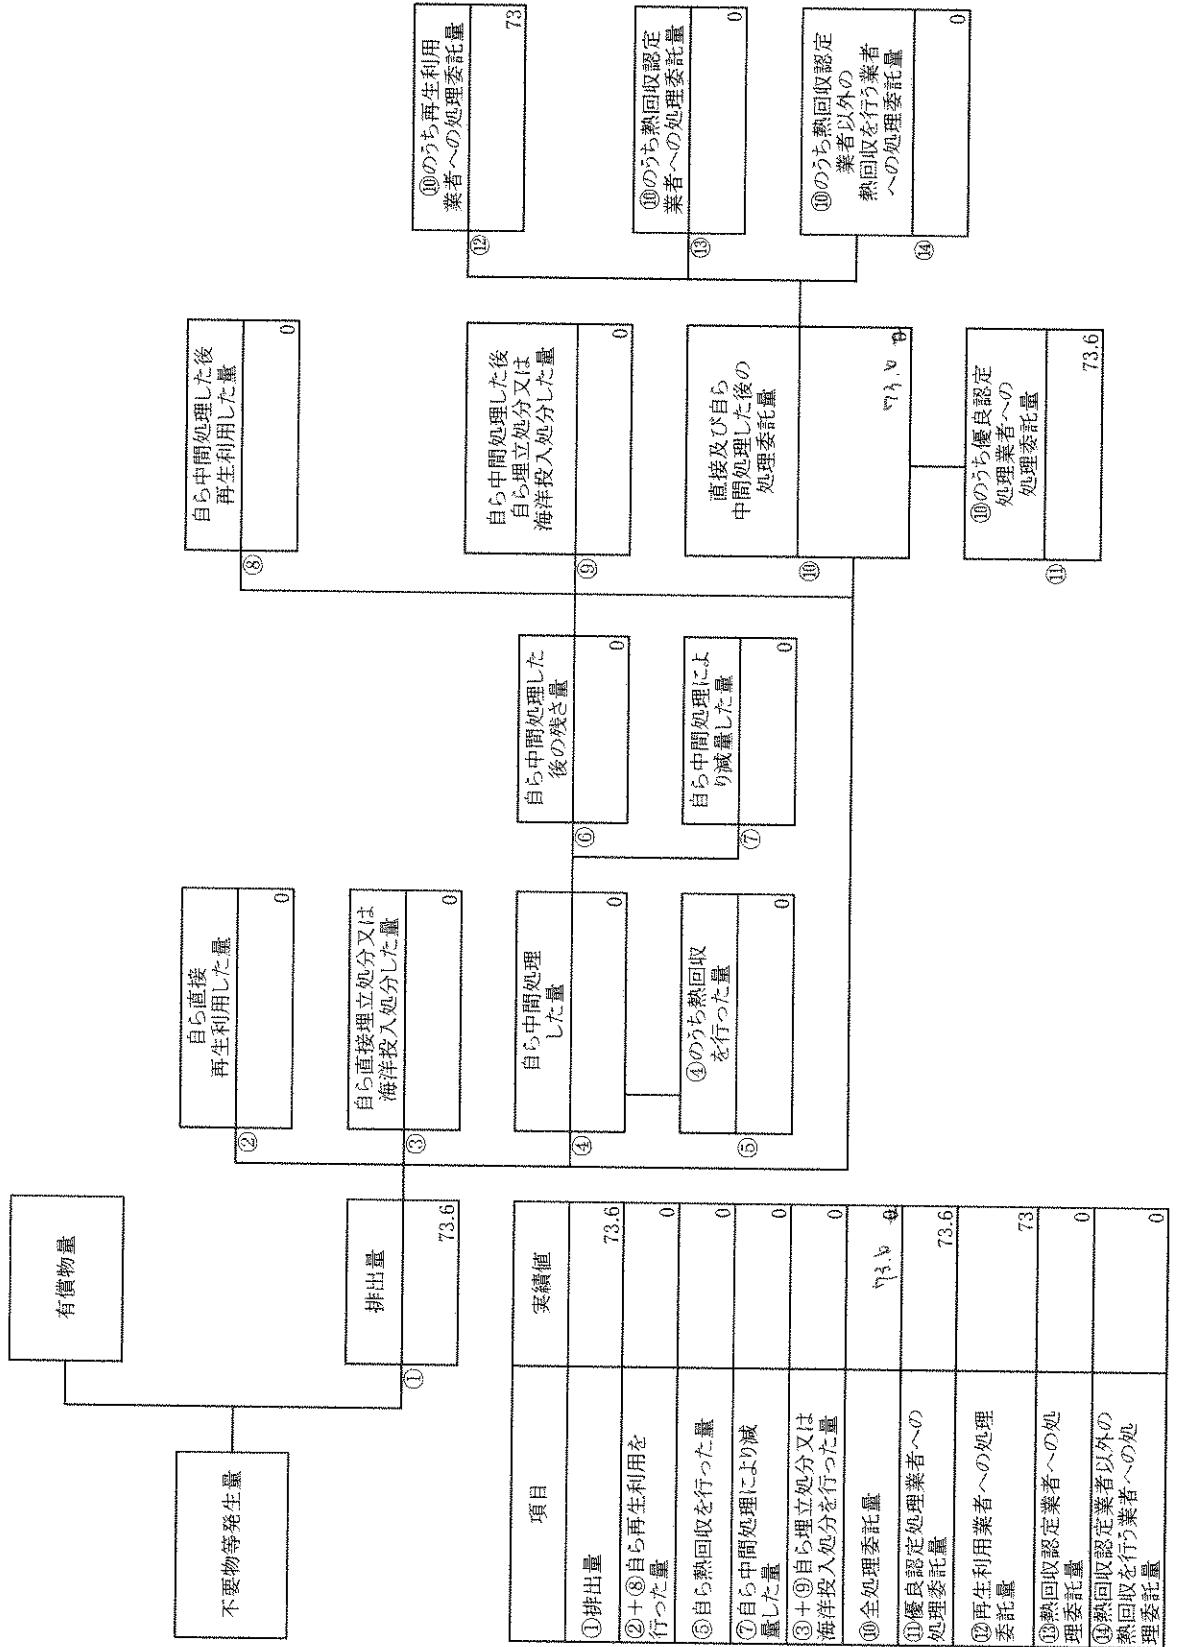 不要物等発生量
有償物量
①
排出量
73.6
②
自ら直接
再生利用した量
0
③
自ら直接埋立処分又は
海洋投入処分した量
0
④
自ら中間処理
した量
0
⑤
④のうち熱回収
を行った量
0
⑥
自ら中間処理した
後の残さ量
0
⑦
自ら中間処理によ
り減量した量
0
⑧
自ら中間処理した後
再生利用した量
0
⑨
自ら中間処理した後
自ら埋立処分又は
海洋投入処分した量
0
⑩
直接及び自ら
中間処理した後の
処理委託量
73.6 0
⑪
⑩のうち優良認定
処理業者への
処理委託量
73.6
⑫
⑩のうち再生利用
業者への処理委託量
73
⑬
⑩のうち熱回収認定
業者への処理委託量
0
⑭
⑩のうち熱回収認定
業者以外の
熱回収を行う業者
への処理委託量
0
項目 実績値
①排出量 73.6
②+⑧自ら再生利用を
行った量 0
⑤自ら熱回収を行った量 0
⑦自ら中間処理により減
量した量 0
③+⑨自ら埋立処分又は
海洋投入処分を行った量 0
⑩全処理委託量 73.6 0
⑪優良認定処理業者への
処理委託量 73.6
⑫再生利用業者への処理
委託量 73
⑬熱回収認定業者への処
理委託量 0
⑭熱回収認定業者以外の
熱回収を行う業者への処
理委託量 0